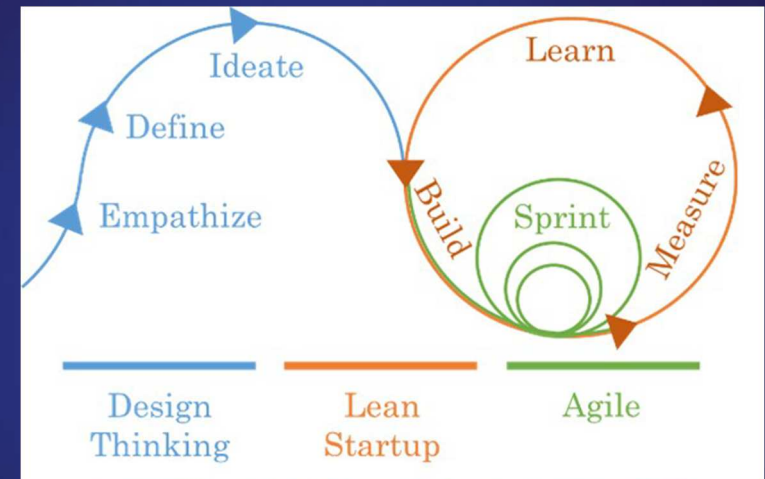 Ideate
Define
Empathize
Learn
Build
Sprint
Measure
Design
Thinking
Lean
Startup
Agile